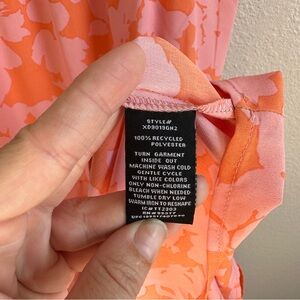 STYLE#
100% RECYCLED
POLYESTER
TURN GARMENT
INSIDE OUT
MACHINE WASH COLD
GENTLE CYCLE
WITH LIKE COLORS
ONLY NON-CHLORINE
BLEACH WHEN NEEDED
TUMBLE DRY LOW
WARM IRON TO RESHAPE